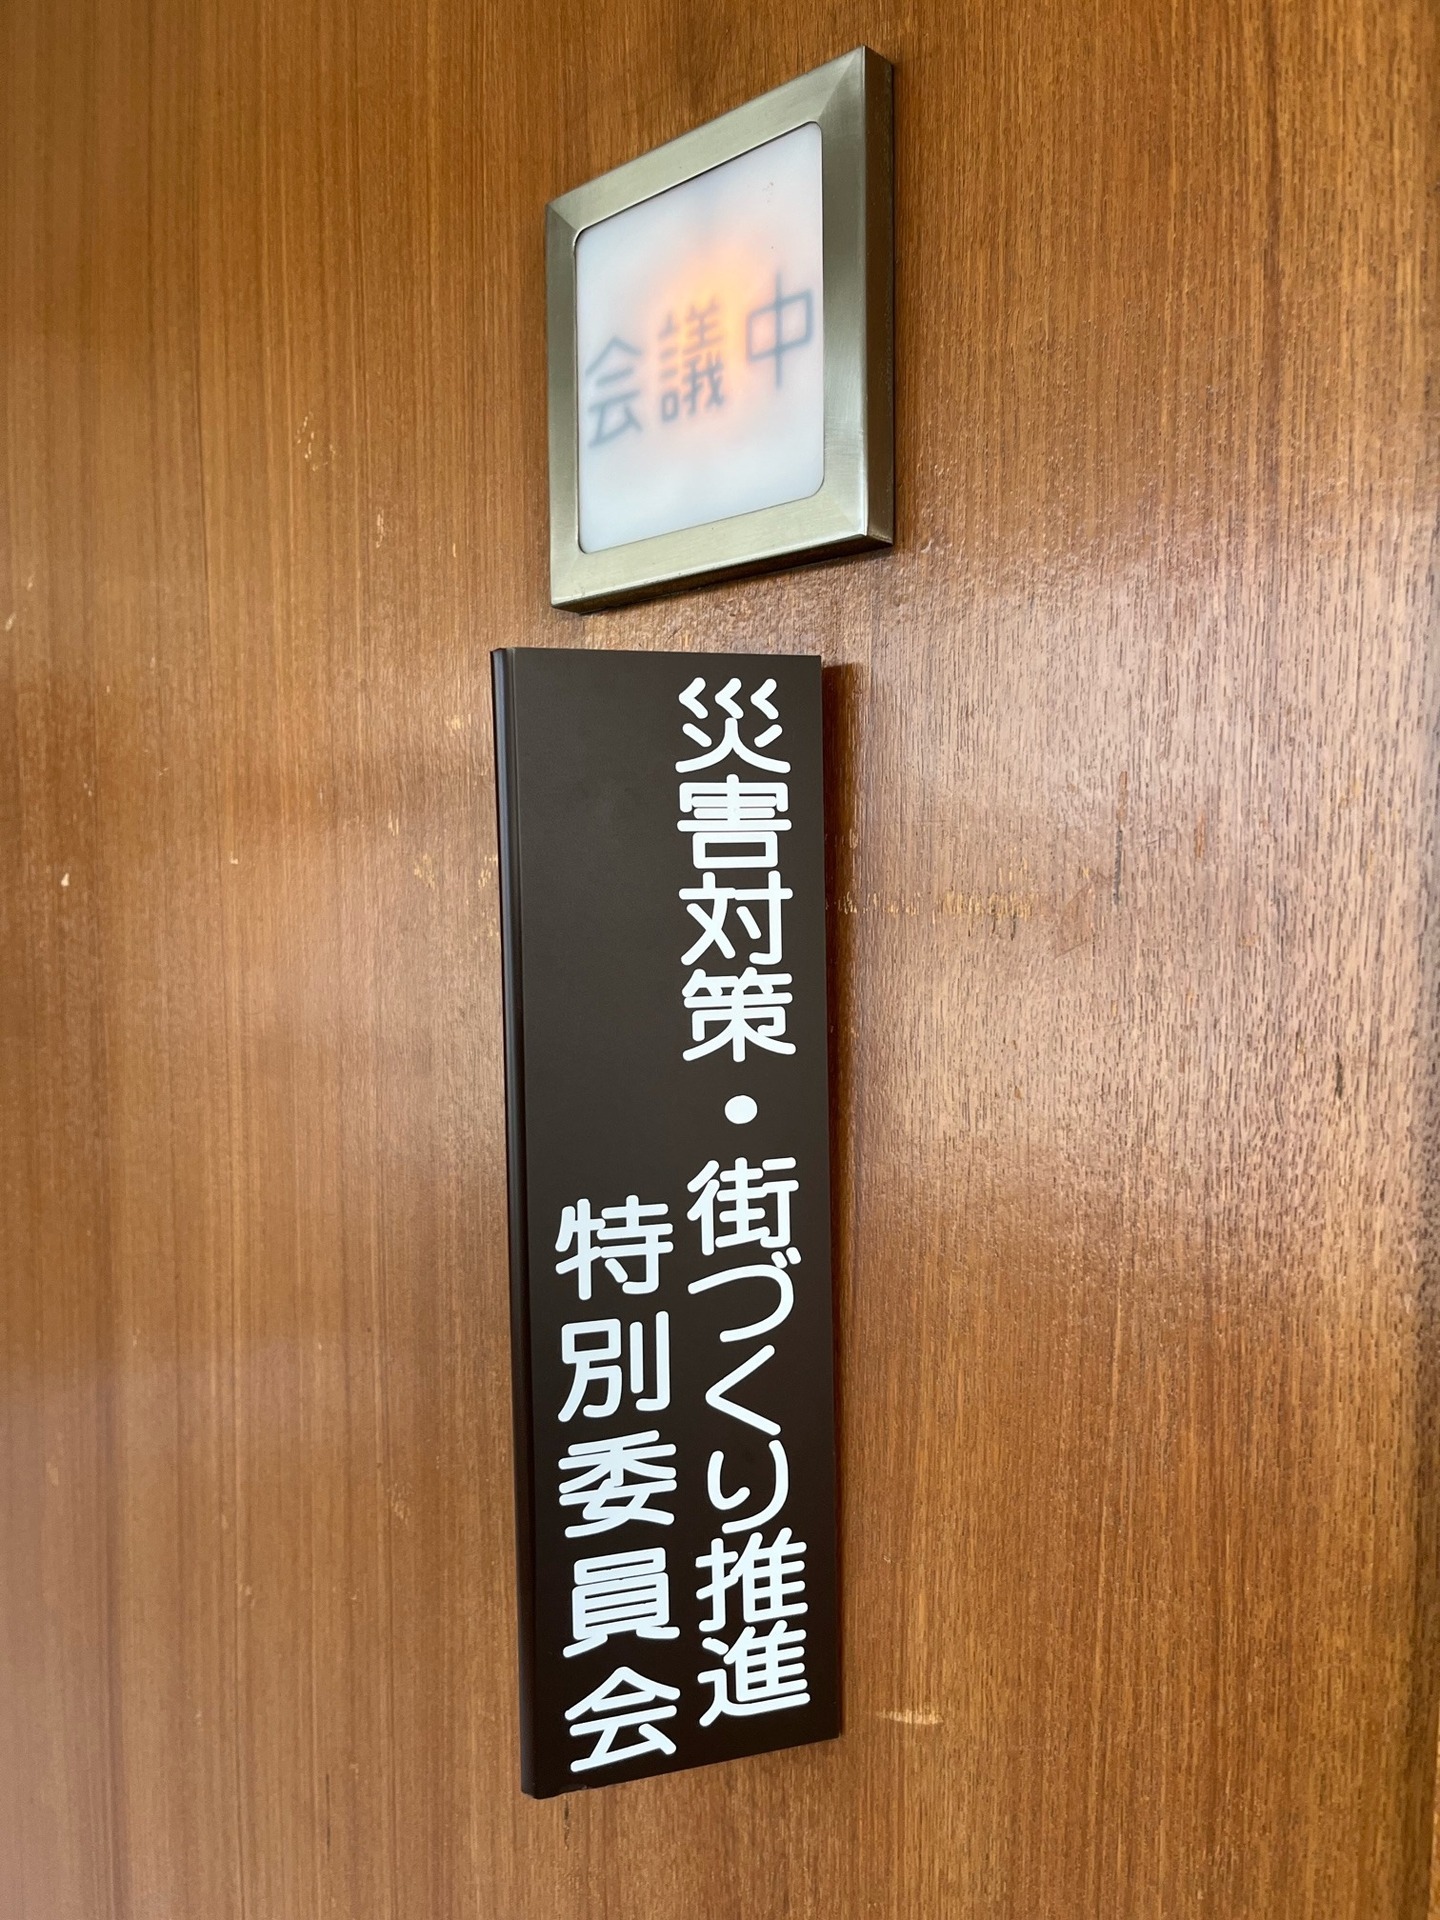 会議中
災害対策・街づくり推進
特別委員会